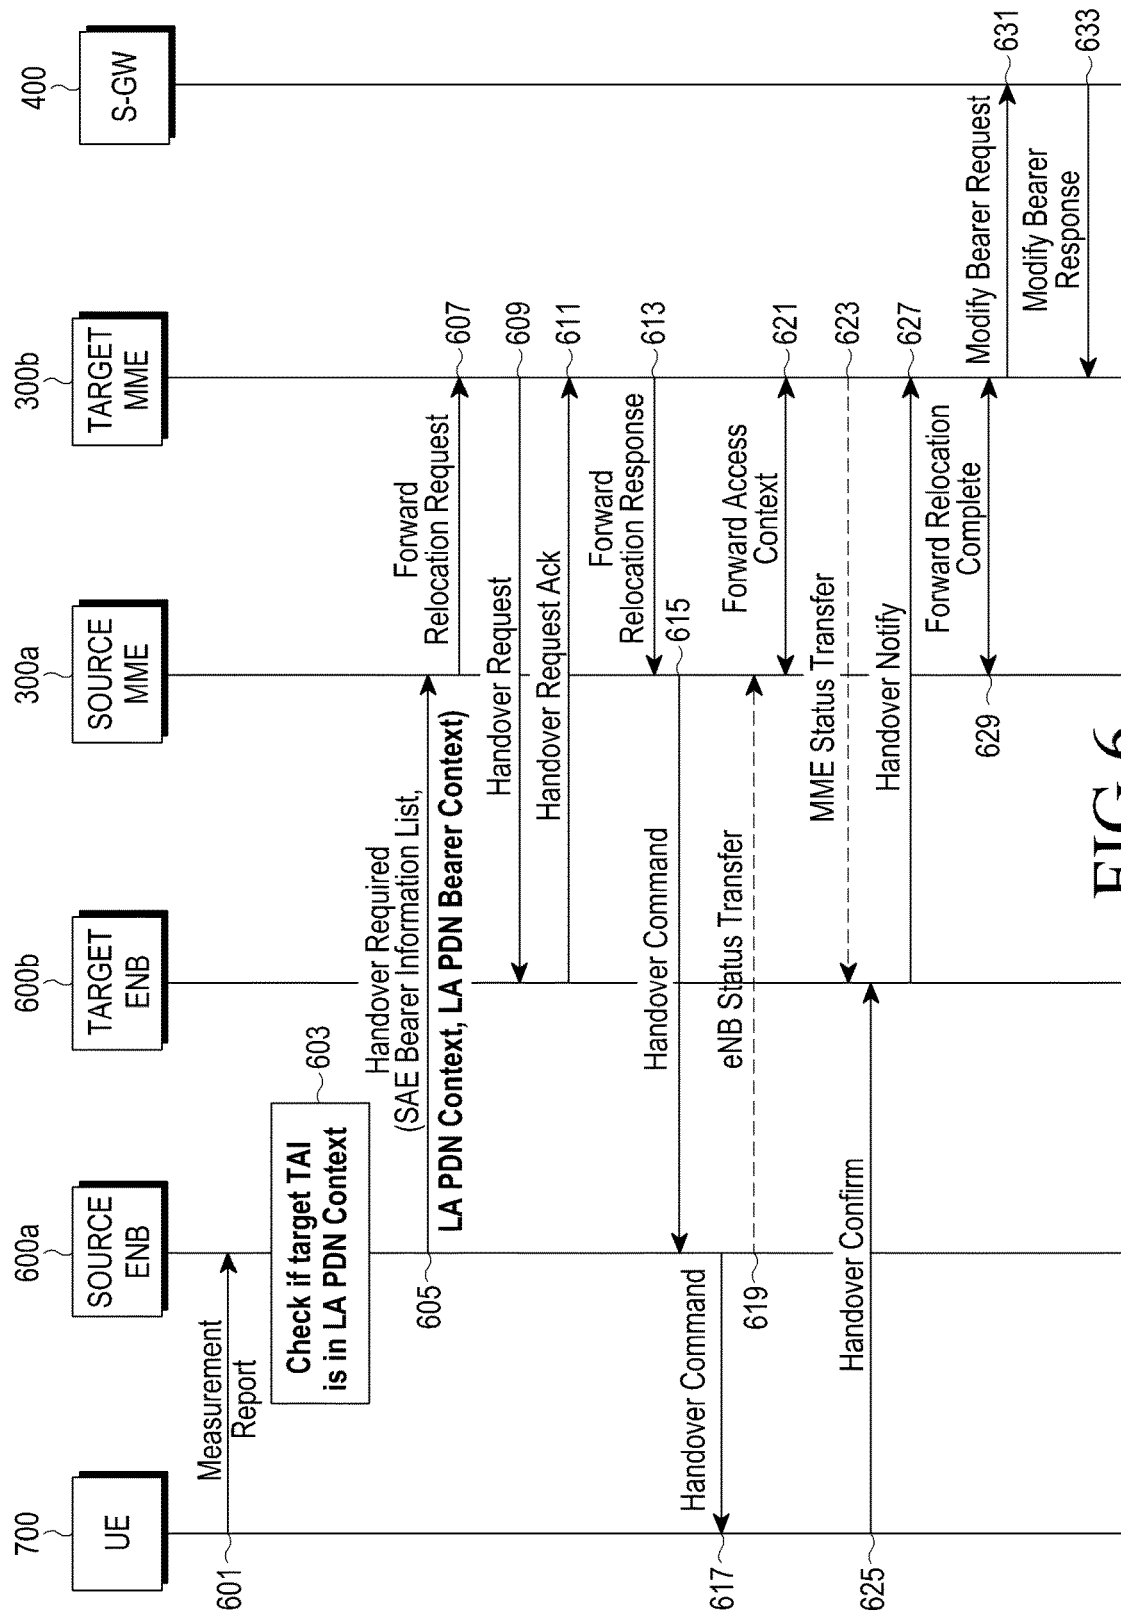 700
600a
600b
300a
300b
400
UE
SOURCE
ENB
TARGET
ENB
SOURCE
MME
TARGET
MME
S-GW
601
Measurement
Report
603
Check if target TAI
is in LA PDN Context
605
Handover Required
(SAE Bearer Information List,
LA PDN Context, LA PDN Bearer Context)
Forward
Relocation Request
607
Handover Request
609
Handover Request Ack
611
Forward
Relocation Response
613
Handover Command
615
Handover Command
617
eNB Status Transfer
619
Forward Access
Context
621
MME Status Transfer
623
Handover Confirm
625
Handover Notify
627
Forward Relocation
Complete
629
Modify Bearer Request
631
Modify Bearer
Response
633
FIG.6